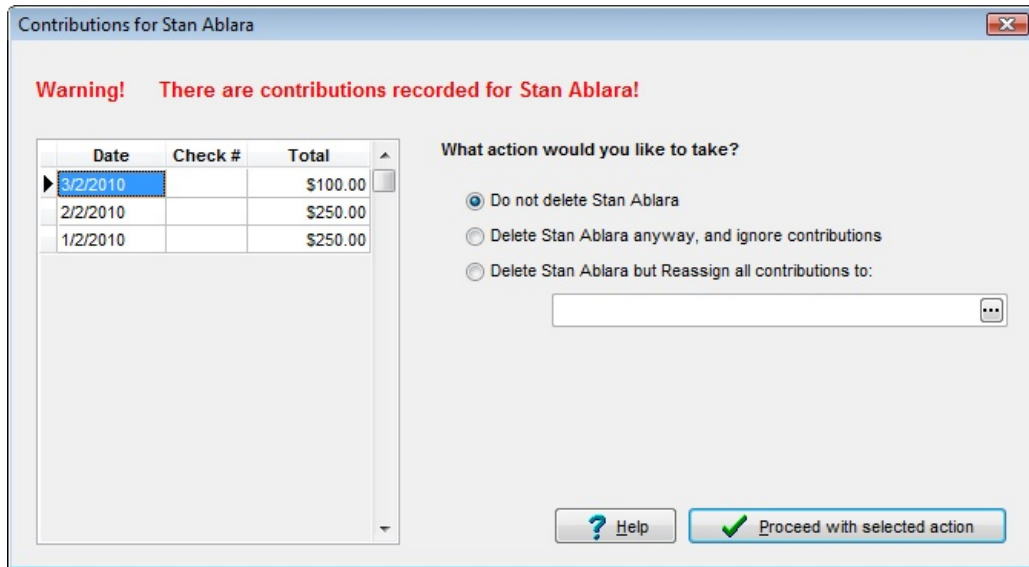 Contributions for Stan Ablara
Warning! There are contributions recorded for Stan Ablara!
Date Check # Total
3/2/2010 $100.00
2/2/2010 $250.00
1/2/2010 $250.00
What action would you like to take?
Do not delete Stan Ablara
Delete Stan Ablara anyway, and ignore contributions
Delete Stan Ablara but Reassign all contributions to:
...
? Help
Proceed with selected action